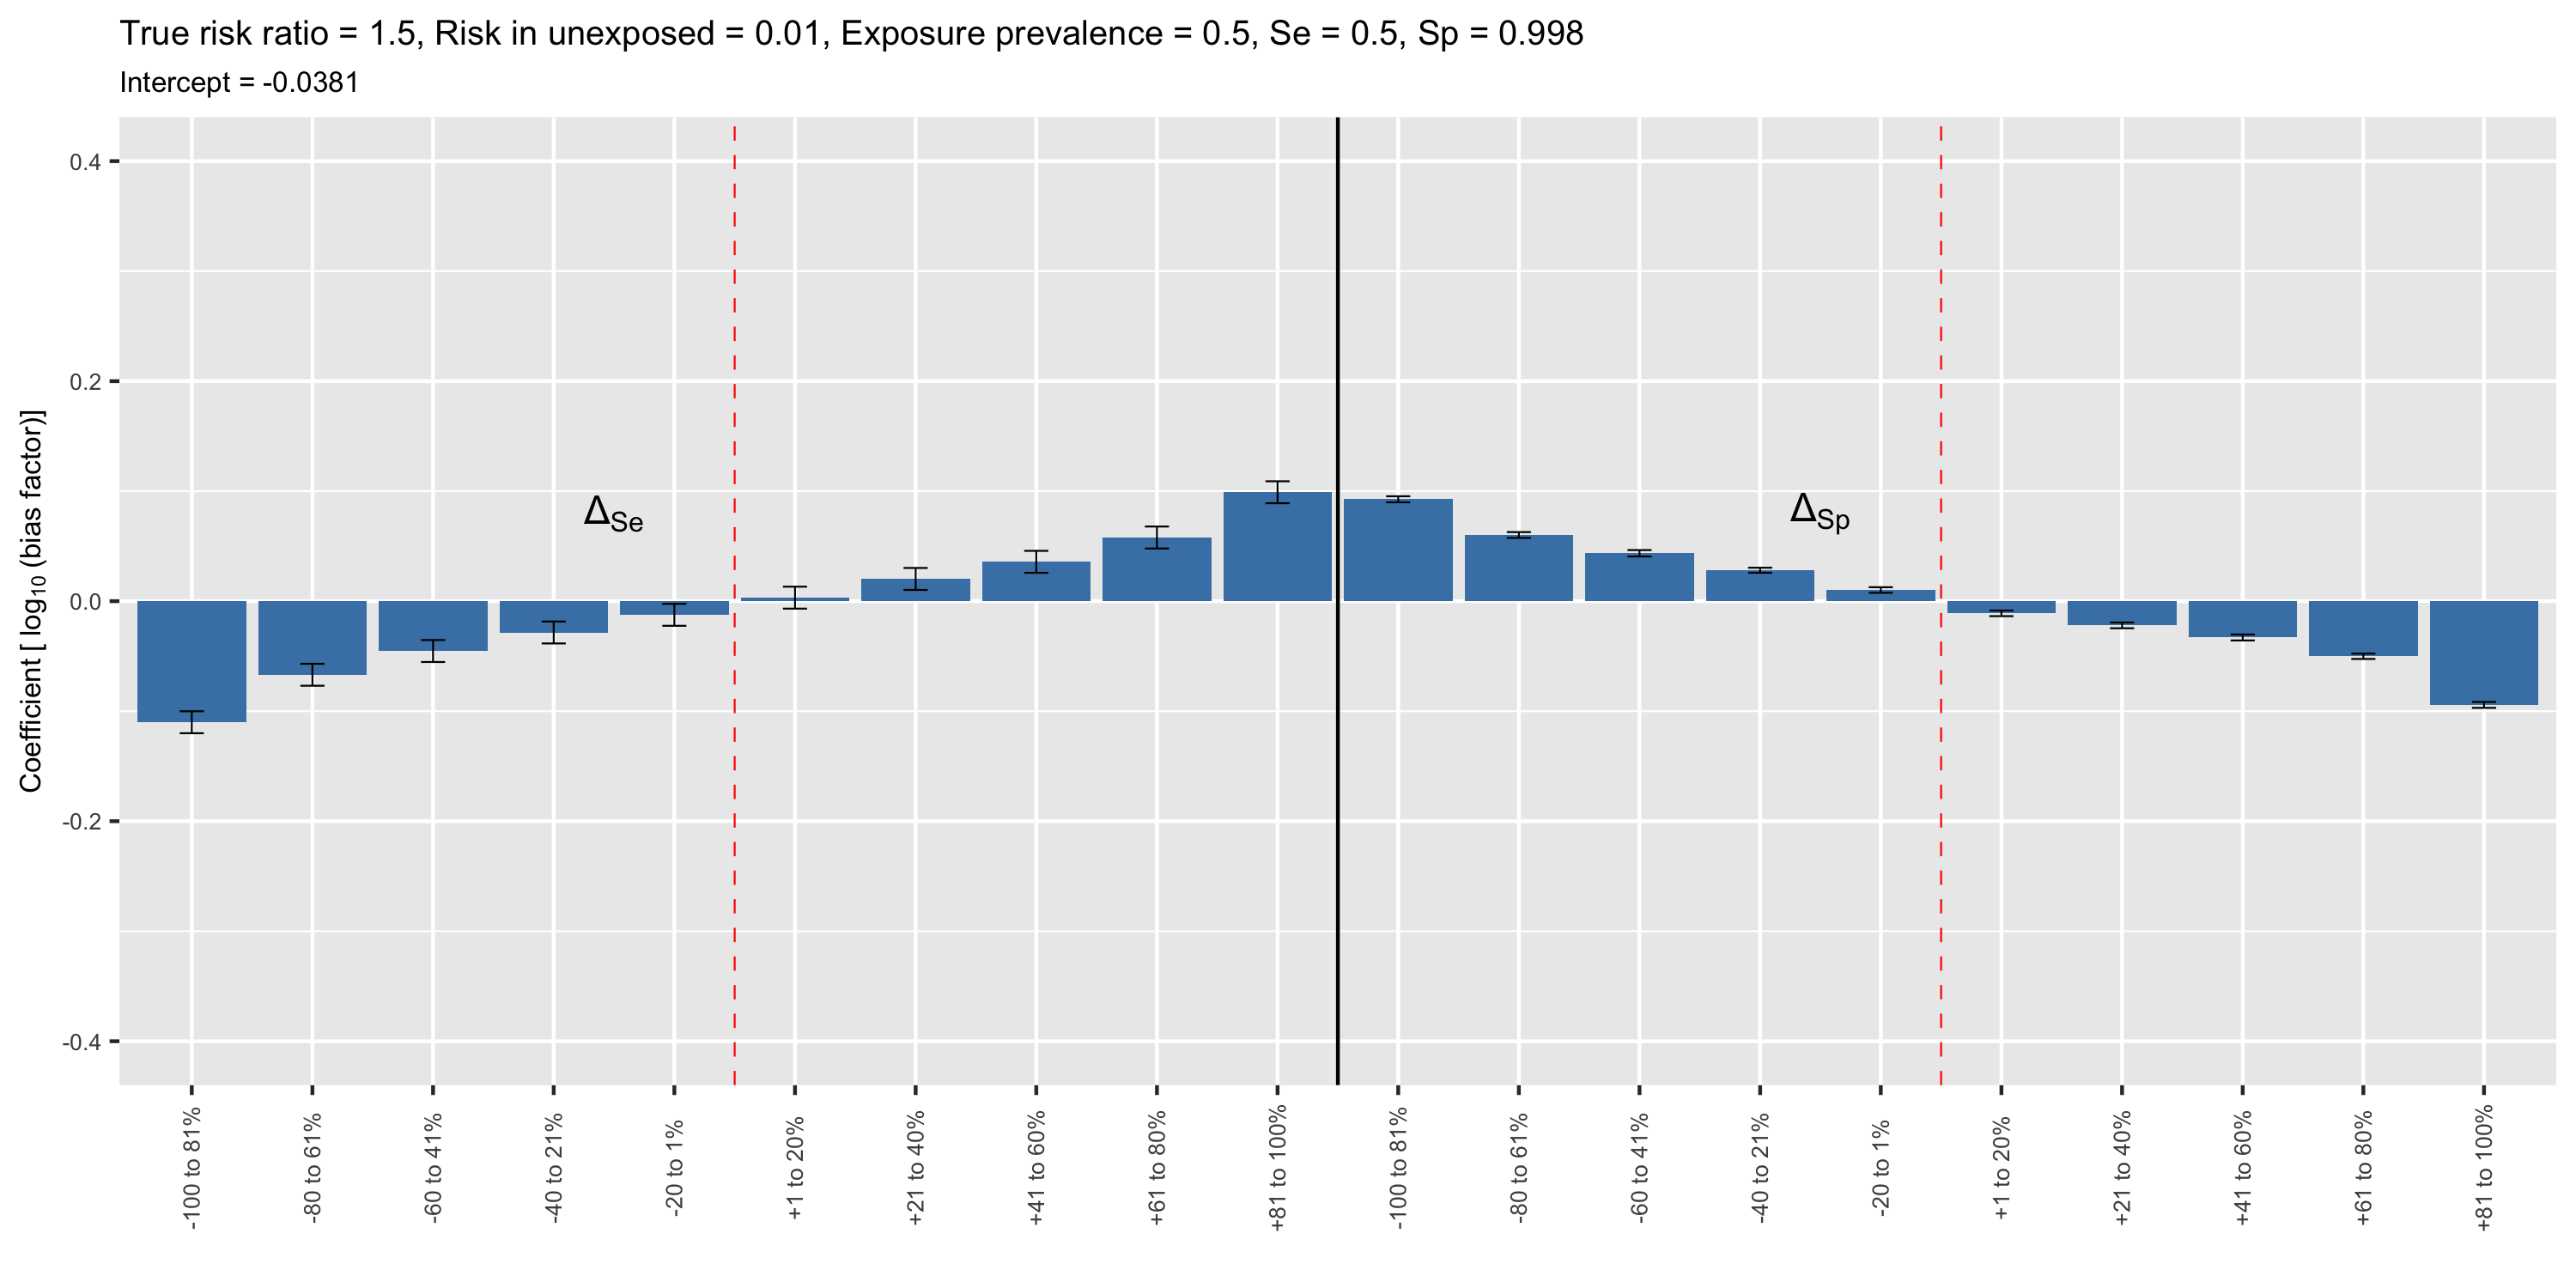 True risk ratio = 1.5, Risk in unexposed = 0.01, Exposure prevalence = 0.5, Se = 0.5, Sp = 0.998
Intercept = -0.0381
Coefficient [ log10 (bias factor)]
0.4
0.2
0.0
-0.2
-0.4
ΔSe
ΔSp
-100 to 81%
-80 to 61%
-60 to 41%
-40 to 21%
-20 to 1%
+1 to 20%
+21 to 40%
+41 to 60%
+61 to 80%
+81 to 100%
-100 to 81%
-80 to 61%
-60 to 41%
-40 to 21%
-20 to 1%
+1 to 20%
+21 to 40%
+41 to 60%
+61 to 80%
+81 to 100%